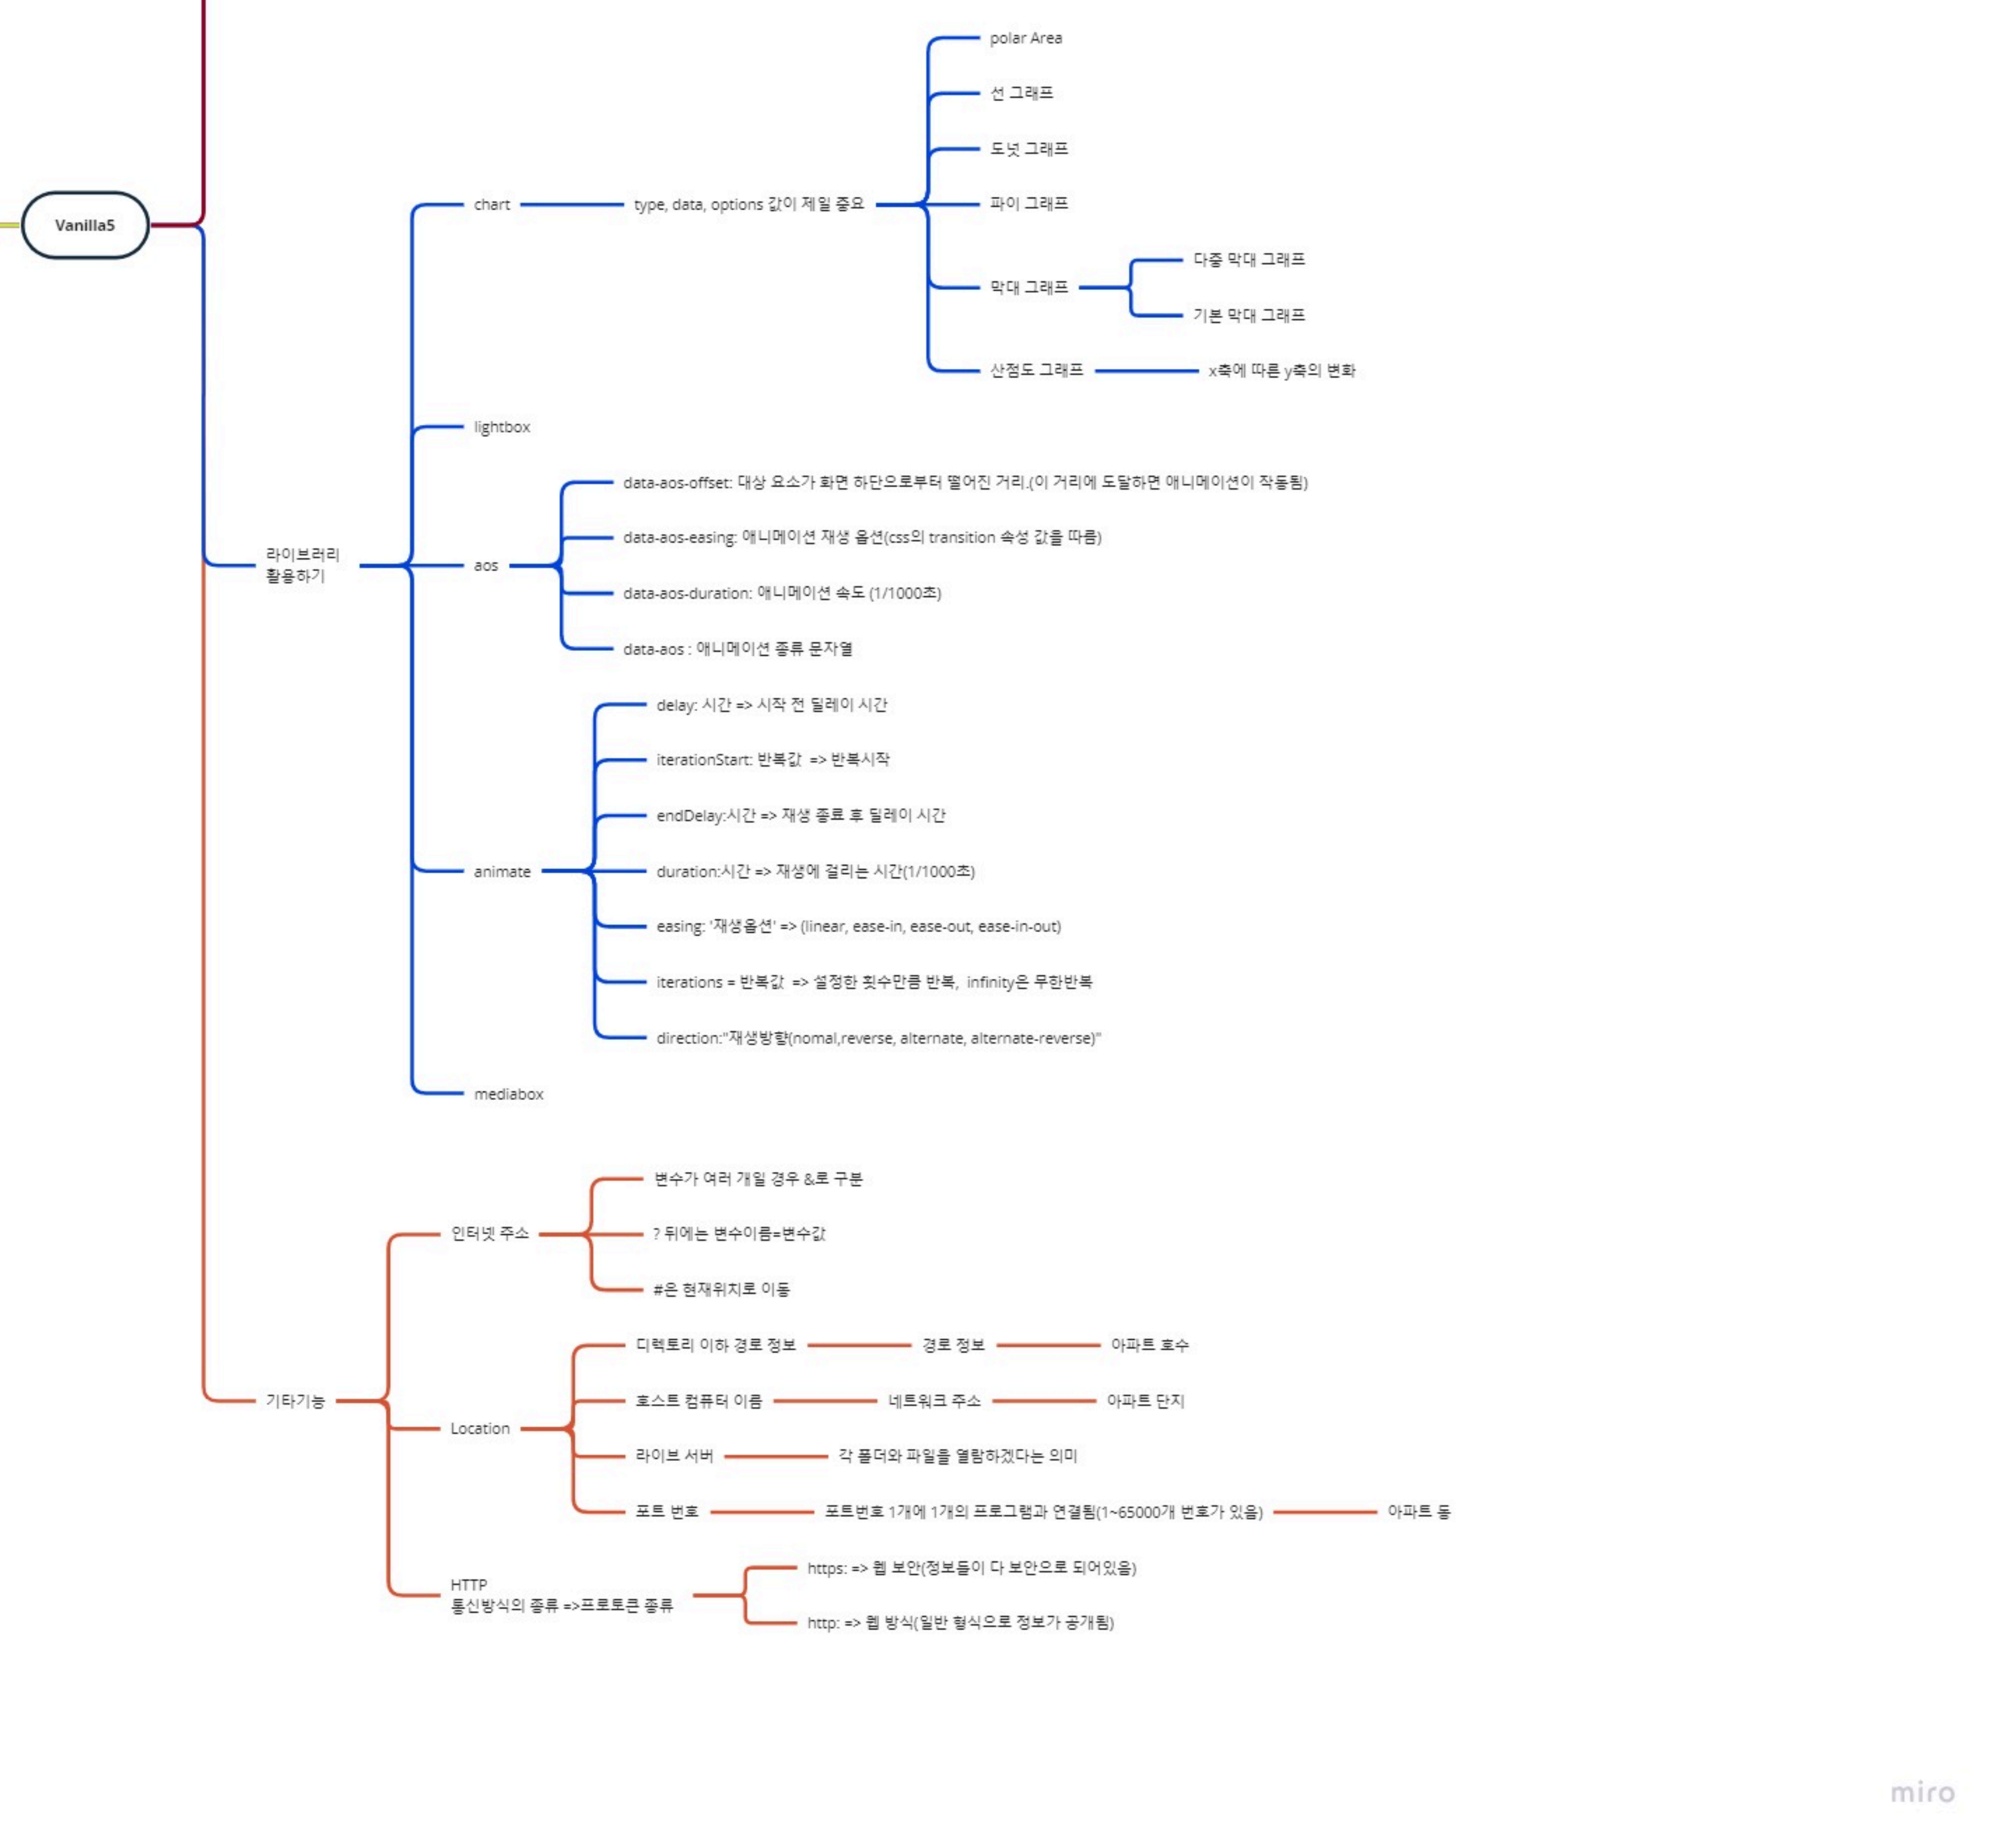 Vanilla5
라이브러리
활용하기
chart
type, data, options 값이 제일 중요
polar Area
선 그래프
도넛 그래프
파이 그래프
막대 그래프
다중 막대 그래프
기본 막대 그래프
산점도 그래프
x축에 따른 y축의 변화
lightbox
aos
data-aos-offset: 대상 요소가 화면 하단으로부터 떨어진 거리.(이 거리에 도달하면 애니메이션이 작동됨)
data-aos-easing: 애니메이션 재생 옵션(css의 transition 속성 값을 따름)
data-aos-duration: 애니메이션 속도 (1/1000초)
data-aos : 애니메이션 종류 문자열
animate
delay: 시간 => 시작 전 딜레이 시간
iterationStart: 반복값  => 반복시작
endDelay:시간 => 재생 종료 후 딜레이 시간
duration:시간 => 재생에 걸리는 시간(1/1000초)
easing: '재생옵션' => (linear, ease-in, ease-out, ease-in-out)
iterations = 반복값  => 설정한 횟수만큼 반복,  infinity은 무한반복
direction:"재생방향(nomal,reverse, alternate, alternate-reverse)"
mediabox
기타기능
인터넷 주소
변수가 여러 개일 경우 &로 구분
? 뒤에는 변수이름=변수값
#은 현재위치로 이동
Location
디렉토리 이하 경로 정보
경로 정보
아파트 호수
호스트 컴퓨터 이름
네트워크 주소
아파트 단지
라이브 서버
각 폴더와 파일을 열람하겠다는 의미
포트 번호
포트번호 1개에 1개의 프로그램과 연결됨(1~65000개 번호가 있음)
아파트 동
HTTP
통신방식의 종류 =>프로토콘 종류
https: => 웹 보안(정보들이 다 보안으로 되어있음)
http: => 웹 방식(일반 형식으로 정보가 공개됨)
miro